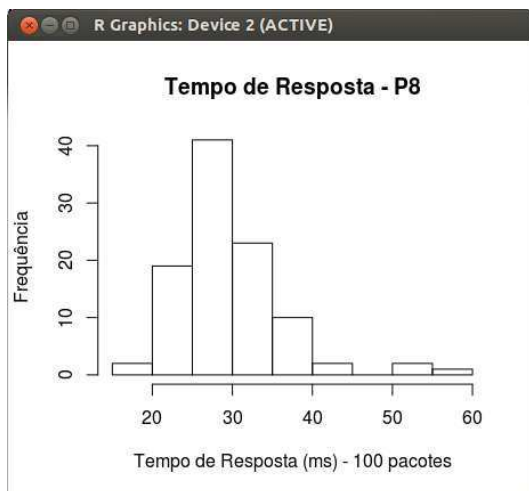 R Graphics: Device 2 (ACTIVE)
Tempo de Resposta - P8
Frequência
40
30
20
10
0
20 30 40 50 60
Tempo de Resposta (ms) - 100 pacotes